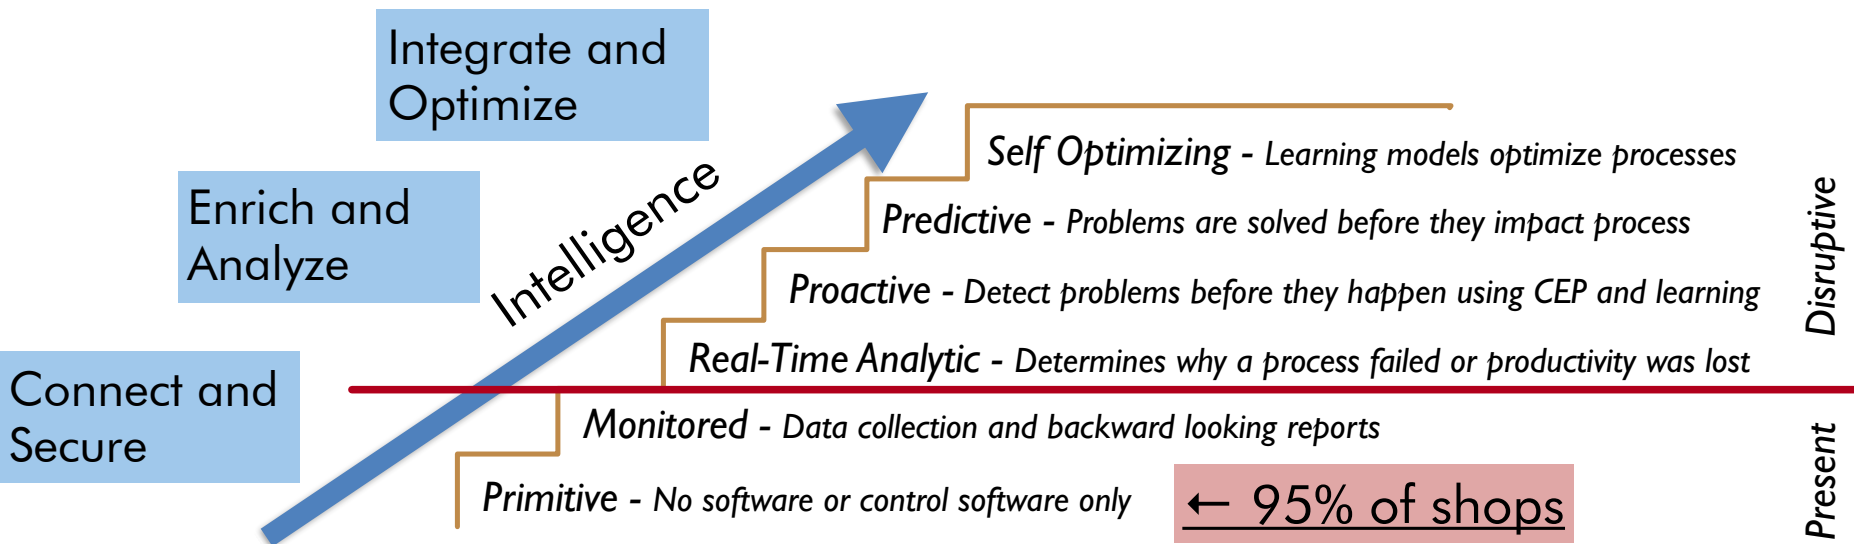 Integrate and
Optimize
Enrich and
Analyze
Connect and
Secure
Intelligence
Self Optimizing - Learning models optimize processes
Predictive - Problems are solved before they impact process
Proactive - Detect problems before they happen using CEP and learning
Real-Time Analytic - Determines why a process failed or productivity was lost
Monitored - Data collection and backward looking reports
Primitive - No software or control software only
← 95% of shops
Disruptive
Present